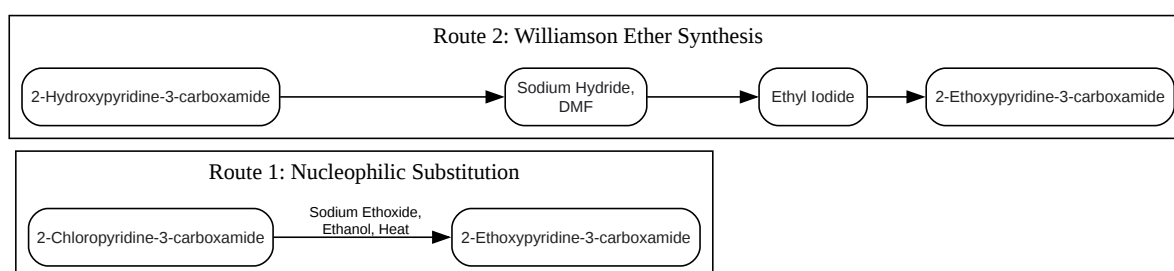 Route 2: Williamson Ether Synthesis
2-Hydroxypyridine-3-carboxamide
Sodium Hydride,
DMF
Ethyl Iodide
2-Ethoxypyridine-3-carboxamide
Route 1: Nucleophilic Substitution
2-Chloropyridine-3-carboxamide
Sodium Ethoxide,
Ethanol, Heat
2-Ethoxypyridine-3-carboxamide